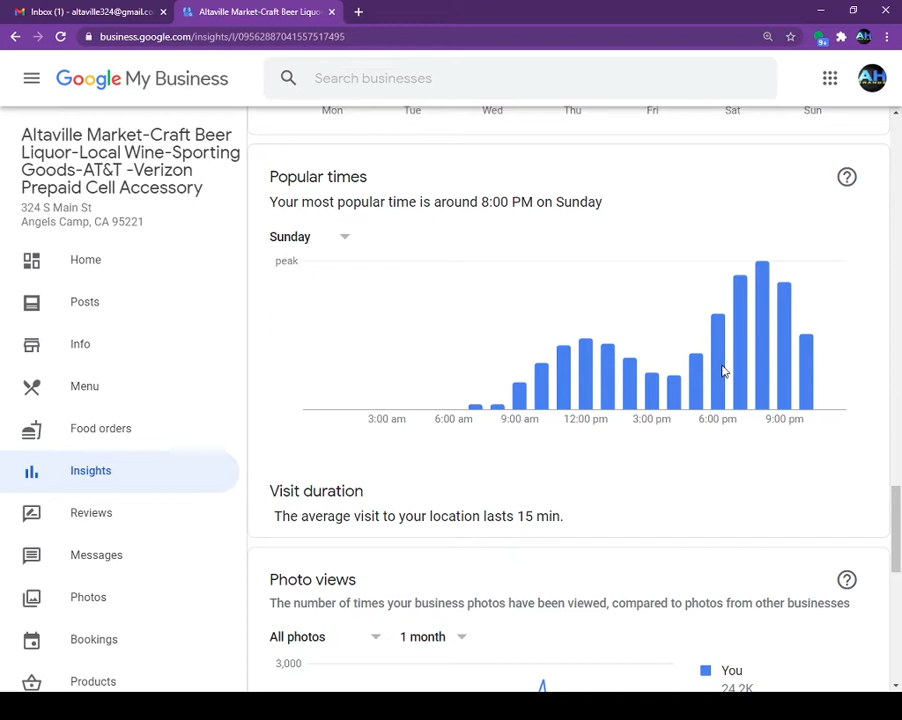 Inbox (1) - altaville324@gmail.co
Altaville Market-Craft Beer Liquo
business.google.com/insights/l/09562887041557517495
9+
Google My Business
Search businesses
Altaville Market-Craft Beer
Liquor-Local Wine-Sporting
Goods-AT&T -Verizon
Prepaid Cell Accessory
324 S Main St
Angels Camp, CA 95221
Home
Posts
Info
Menu
Food orders
Insights
Reviews
Messages
Photos
Bookings
Products
Mon Tue Wed Thu Fri Sat Sun
Popular times
Your most popular time is around 8:00 PM on Sunday
Sunday
peak
3:00 am 6:00 am 9:00 am 12:00 pm 3:00 pm 6:00 pm 9:00 pm
Visit duration
The average visit to your location lasts 15 min.
Photo views
The number of times your business photos have been viewed, compared to photos from other businesses
All photos 1 month
3,000
You
24.2K